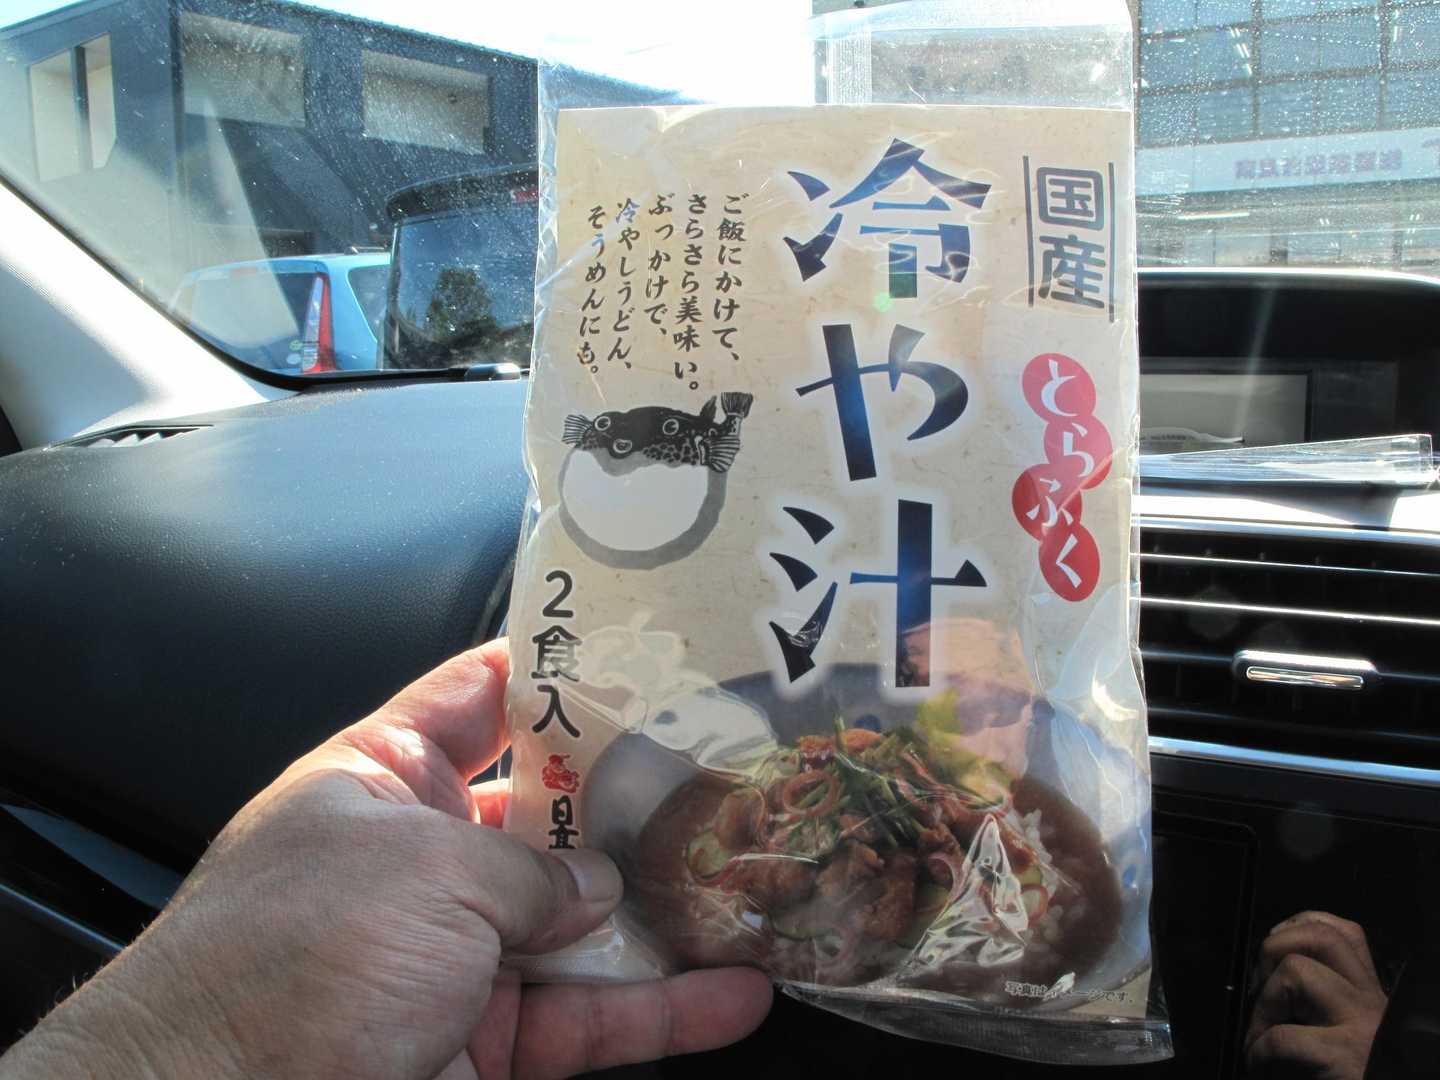 国産
とらふく
冷や汁
ご飯にかけて、
さらさら美味い。
ぶっかけで、
冷やしうどん、
そうめんにも。
2食入
写真はイメージです。